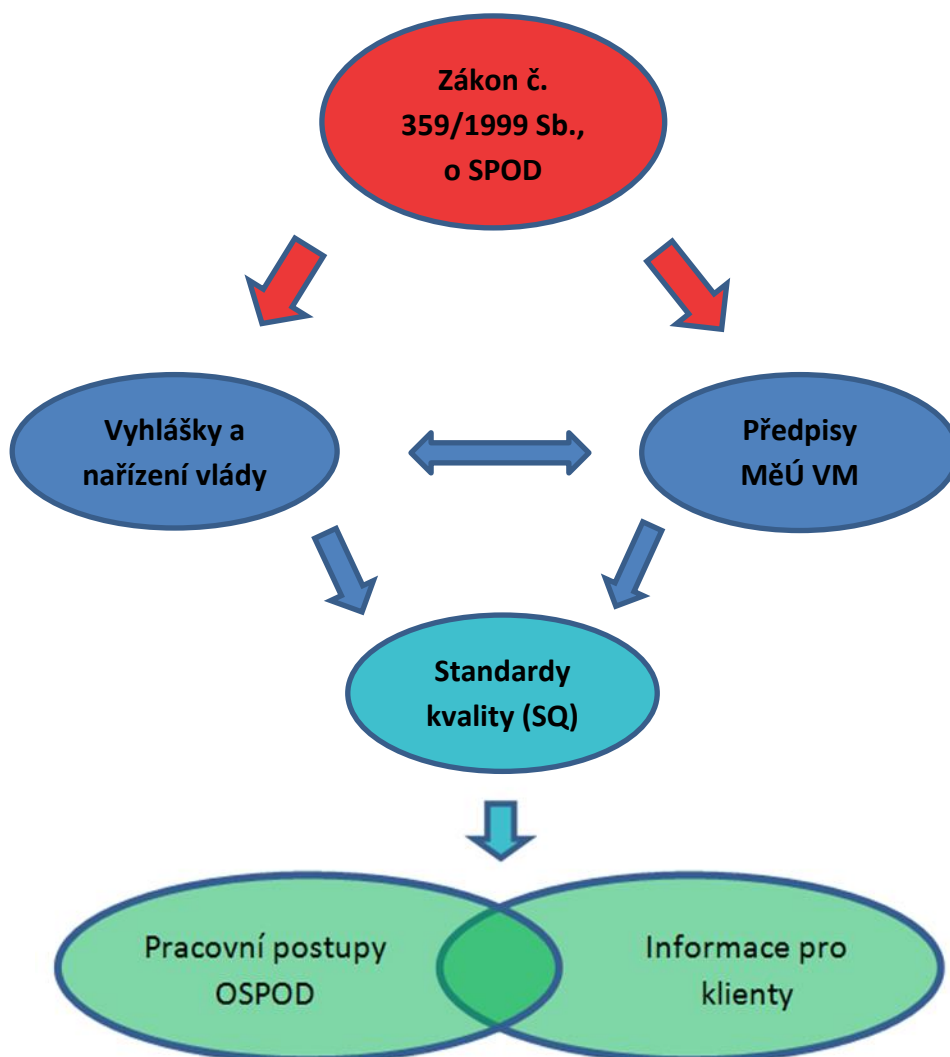 Zákon č.
359/1999 Sb.,
o SPOD
Vyhlášky a
nařízení vlády
Předpisy
MěÚ VM
Standardy
kvality (SQ)
Pracovní postupy
OSPOD
Informace pro
klienty